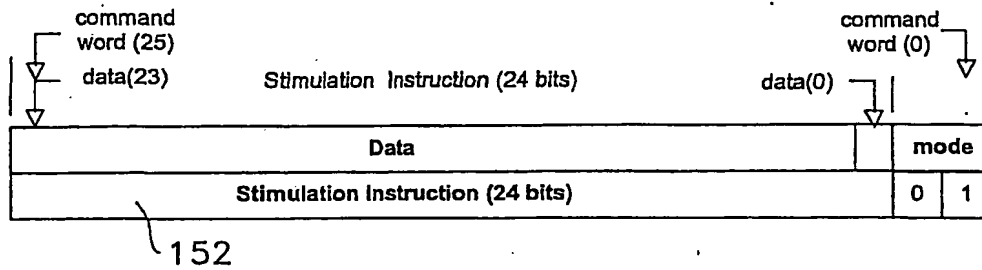 command
word (25)
command
word (0)
data(23)
Stimulation Instruction (24 bits)
data(0)
Data
mode
Stimulation Instruction (24 bits)
0
1
152